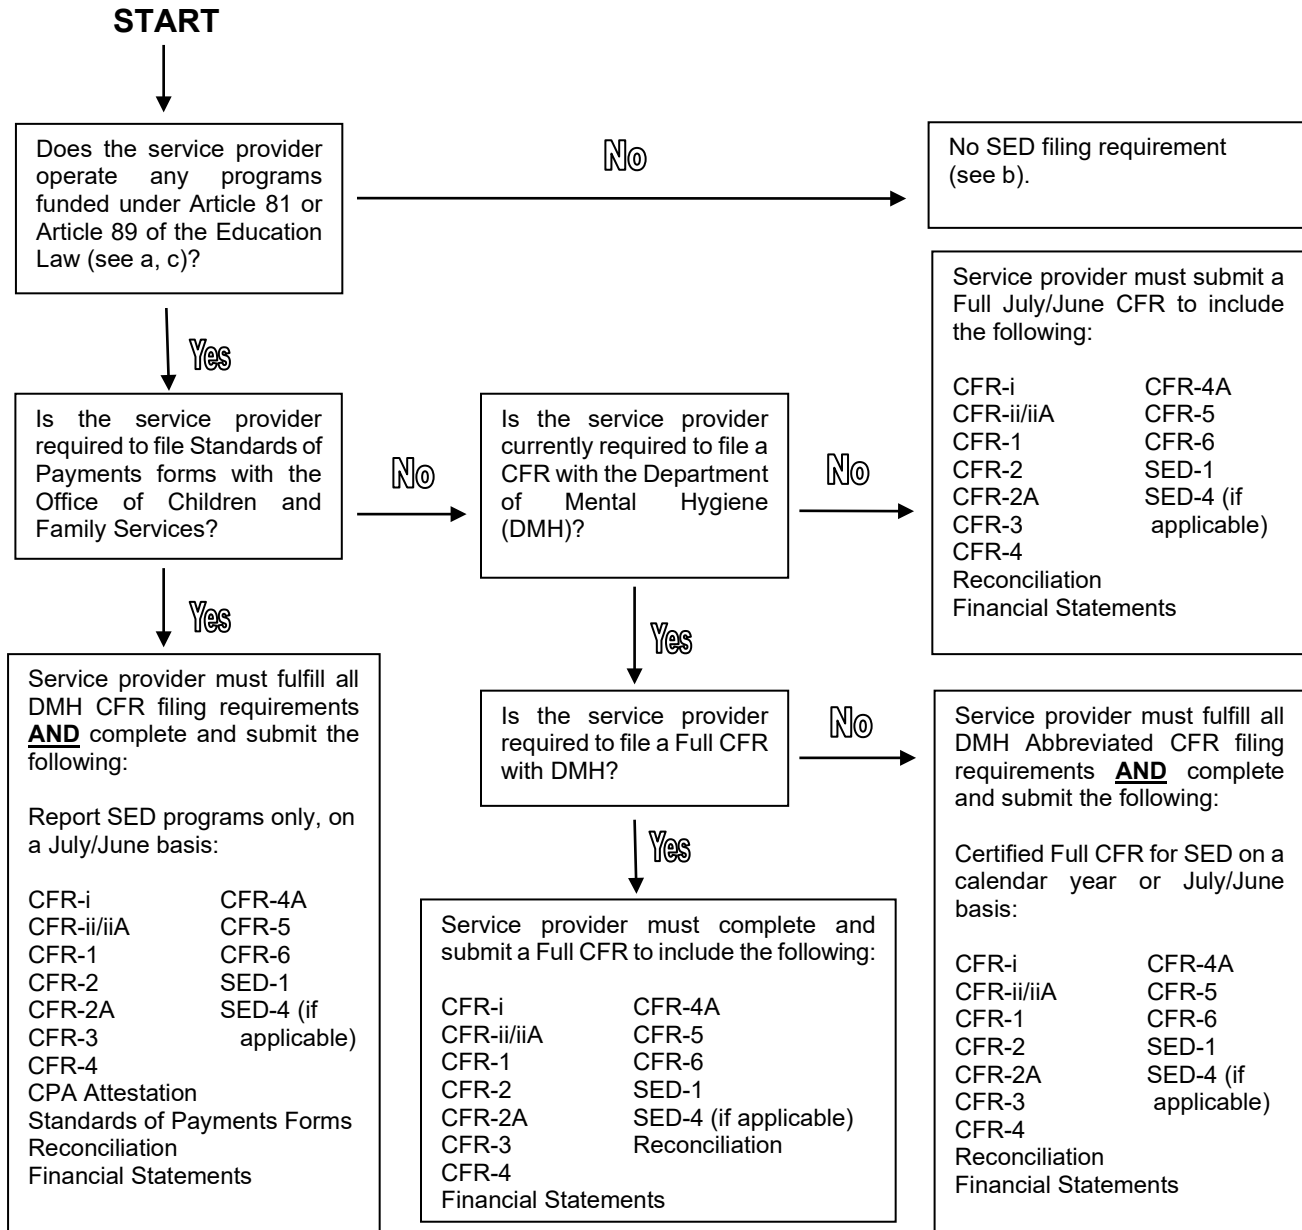 START
Does the service provider
operate any programs
funded under Article 81 or
Article 89 of the Education
Law (see a, c)?
No
No SED filing requirement
(see b).
Yes
Is the service provider
required to file Standards of
Payments forms with the
Office of Children and
Family Services?
No
Is the service provider
currently required to file a
CFR with the Department
of Mental Hygiene
(DMH)?
No
Service provider must submit a
Full July/June CFR to include
the following:
CFR-i CFR-4A
CFR-ii/iiA CFR-5
CFR-1 CFR-6
CFR-2 SED-1
CFR-2A SED-4 (if
CFR-3 applicable)
CFR-4
Reconciliation
Financial Statements
Yes
Service provider must fulfill all
DMH CFR filing requirements
AND complete and submit the
following:
Report SED programs only, on
a July/June basis:
CFR-i CFR-4A
CFR-ii/iiA CFR-5
CFR-1 CFR-6
CFR-2 SED-1
CFR-2A SED-4 (if
CFR-3 applicable)
CFR-4
CPA Attestation
Standards of Payments Forms
Reconciliation
Financial Statements
Yes
Is the service provider
required to file a Full CFR
with DMH?
No
Service provider must fulfill all
DMH Abbreviated CFR filing
requirements AND complete
and submit the following:
Certified Full CFR for SED on a
calendar year or July/June
basis:
CFR-i CFR-4A
CFR-ii/iiA CFR-5
CFR-1 CFR-6
CFR-2 SED-1
CFR-2A SED-4 (if
CFR-3 applicable)
CFR-4
Reconciliation
Financial Statements
Yes
Service provider must complete and
submit a Full CFR to include the following:
CFR-i CFR-4A
CFR-ii/iiA CFR-5
CFR-1 CFR-6
CFR-2 SED-1
CFR-2A SED-4 (if applicable)
CFR-3 Reconciliation
CFR-4
Financial Statements